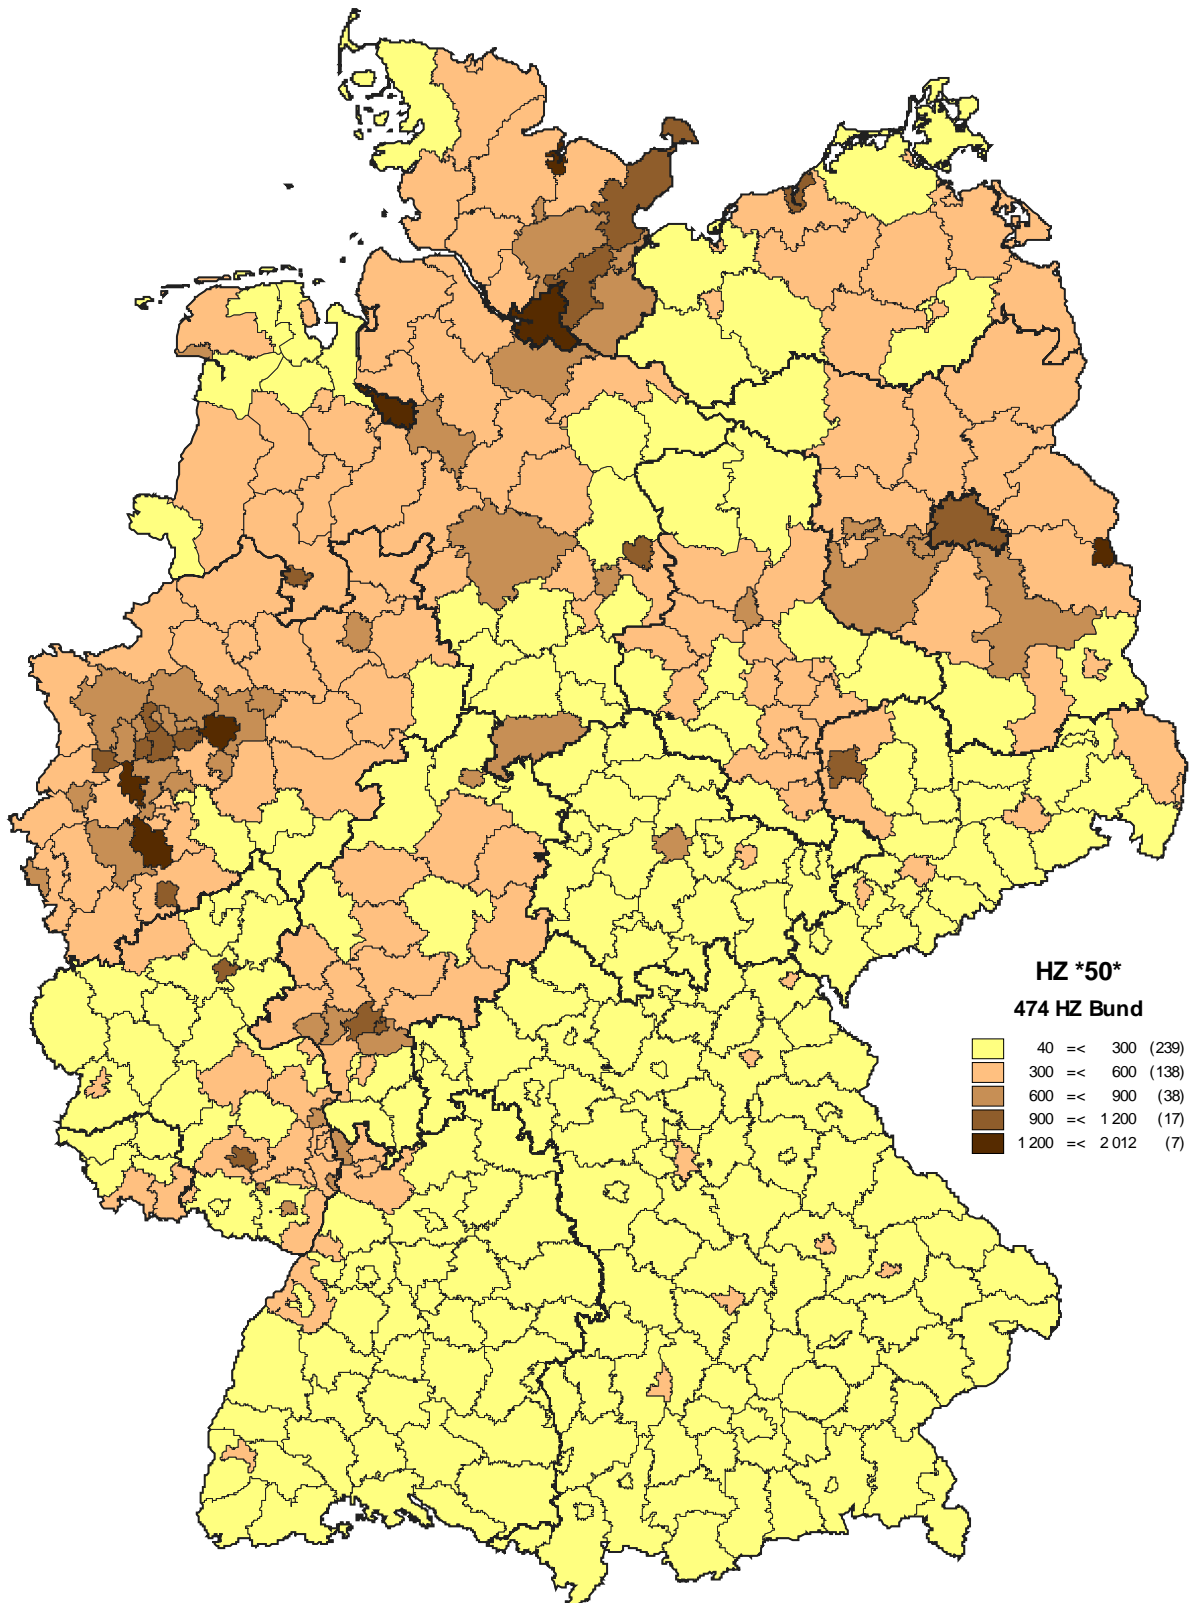 HZ *50*
474 HZ Bund
40 =< 300 (239)
300 =< 600 (138)
600 =< 900 (38)
900 =< 1 200 (17)
1 200 =< 2 012 (7)